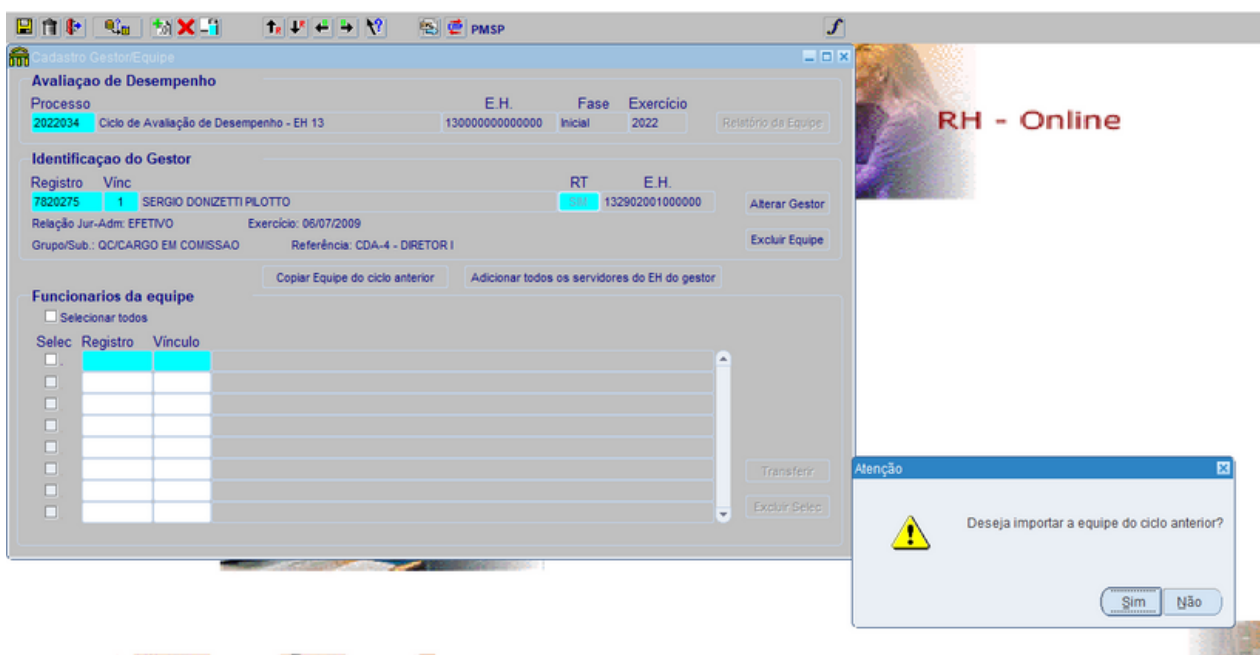 PMSP
Cadastro Gestor/Equipe
Avaliaçao de Desempenho
Processo E.H. Fase Exercício
2022034 Ciclo de Avaliação de Desempenho - EH 13 130000000000000 Inicial 2022 Relatório da Equipe
RH - Online
Identificaçao do Gestor
Registro Vínc RT E.H.
7820275 1 SERGIO DONIZETTI PILOTTO SIM 132902001000000 Alterar Gestor
Relação Jur-Adm: EFETIVO Exercício: 06/07/2009
Grupo/Sub.: QC/CARGO EM COMISSAO Referência: CDA-4 - DIRETOR I Excluir Equipe
Copiar Equipe do ciclo anterior Adicionar todos os servidores do EH do gestor
Funcionarios da equipe
Selecionar todos
Selec Registro Vínculo
Transferir
Excluir Selec
Atenção
Deseja importar a equipe do ciclo anterior?
Sim Não